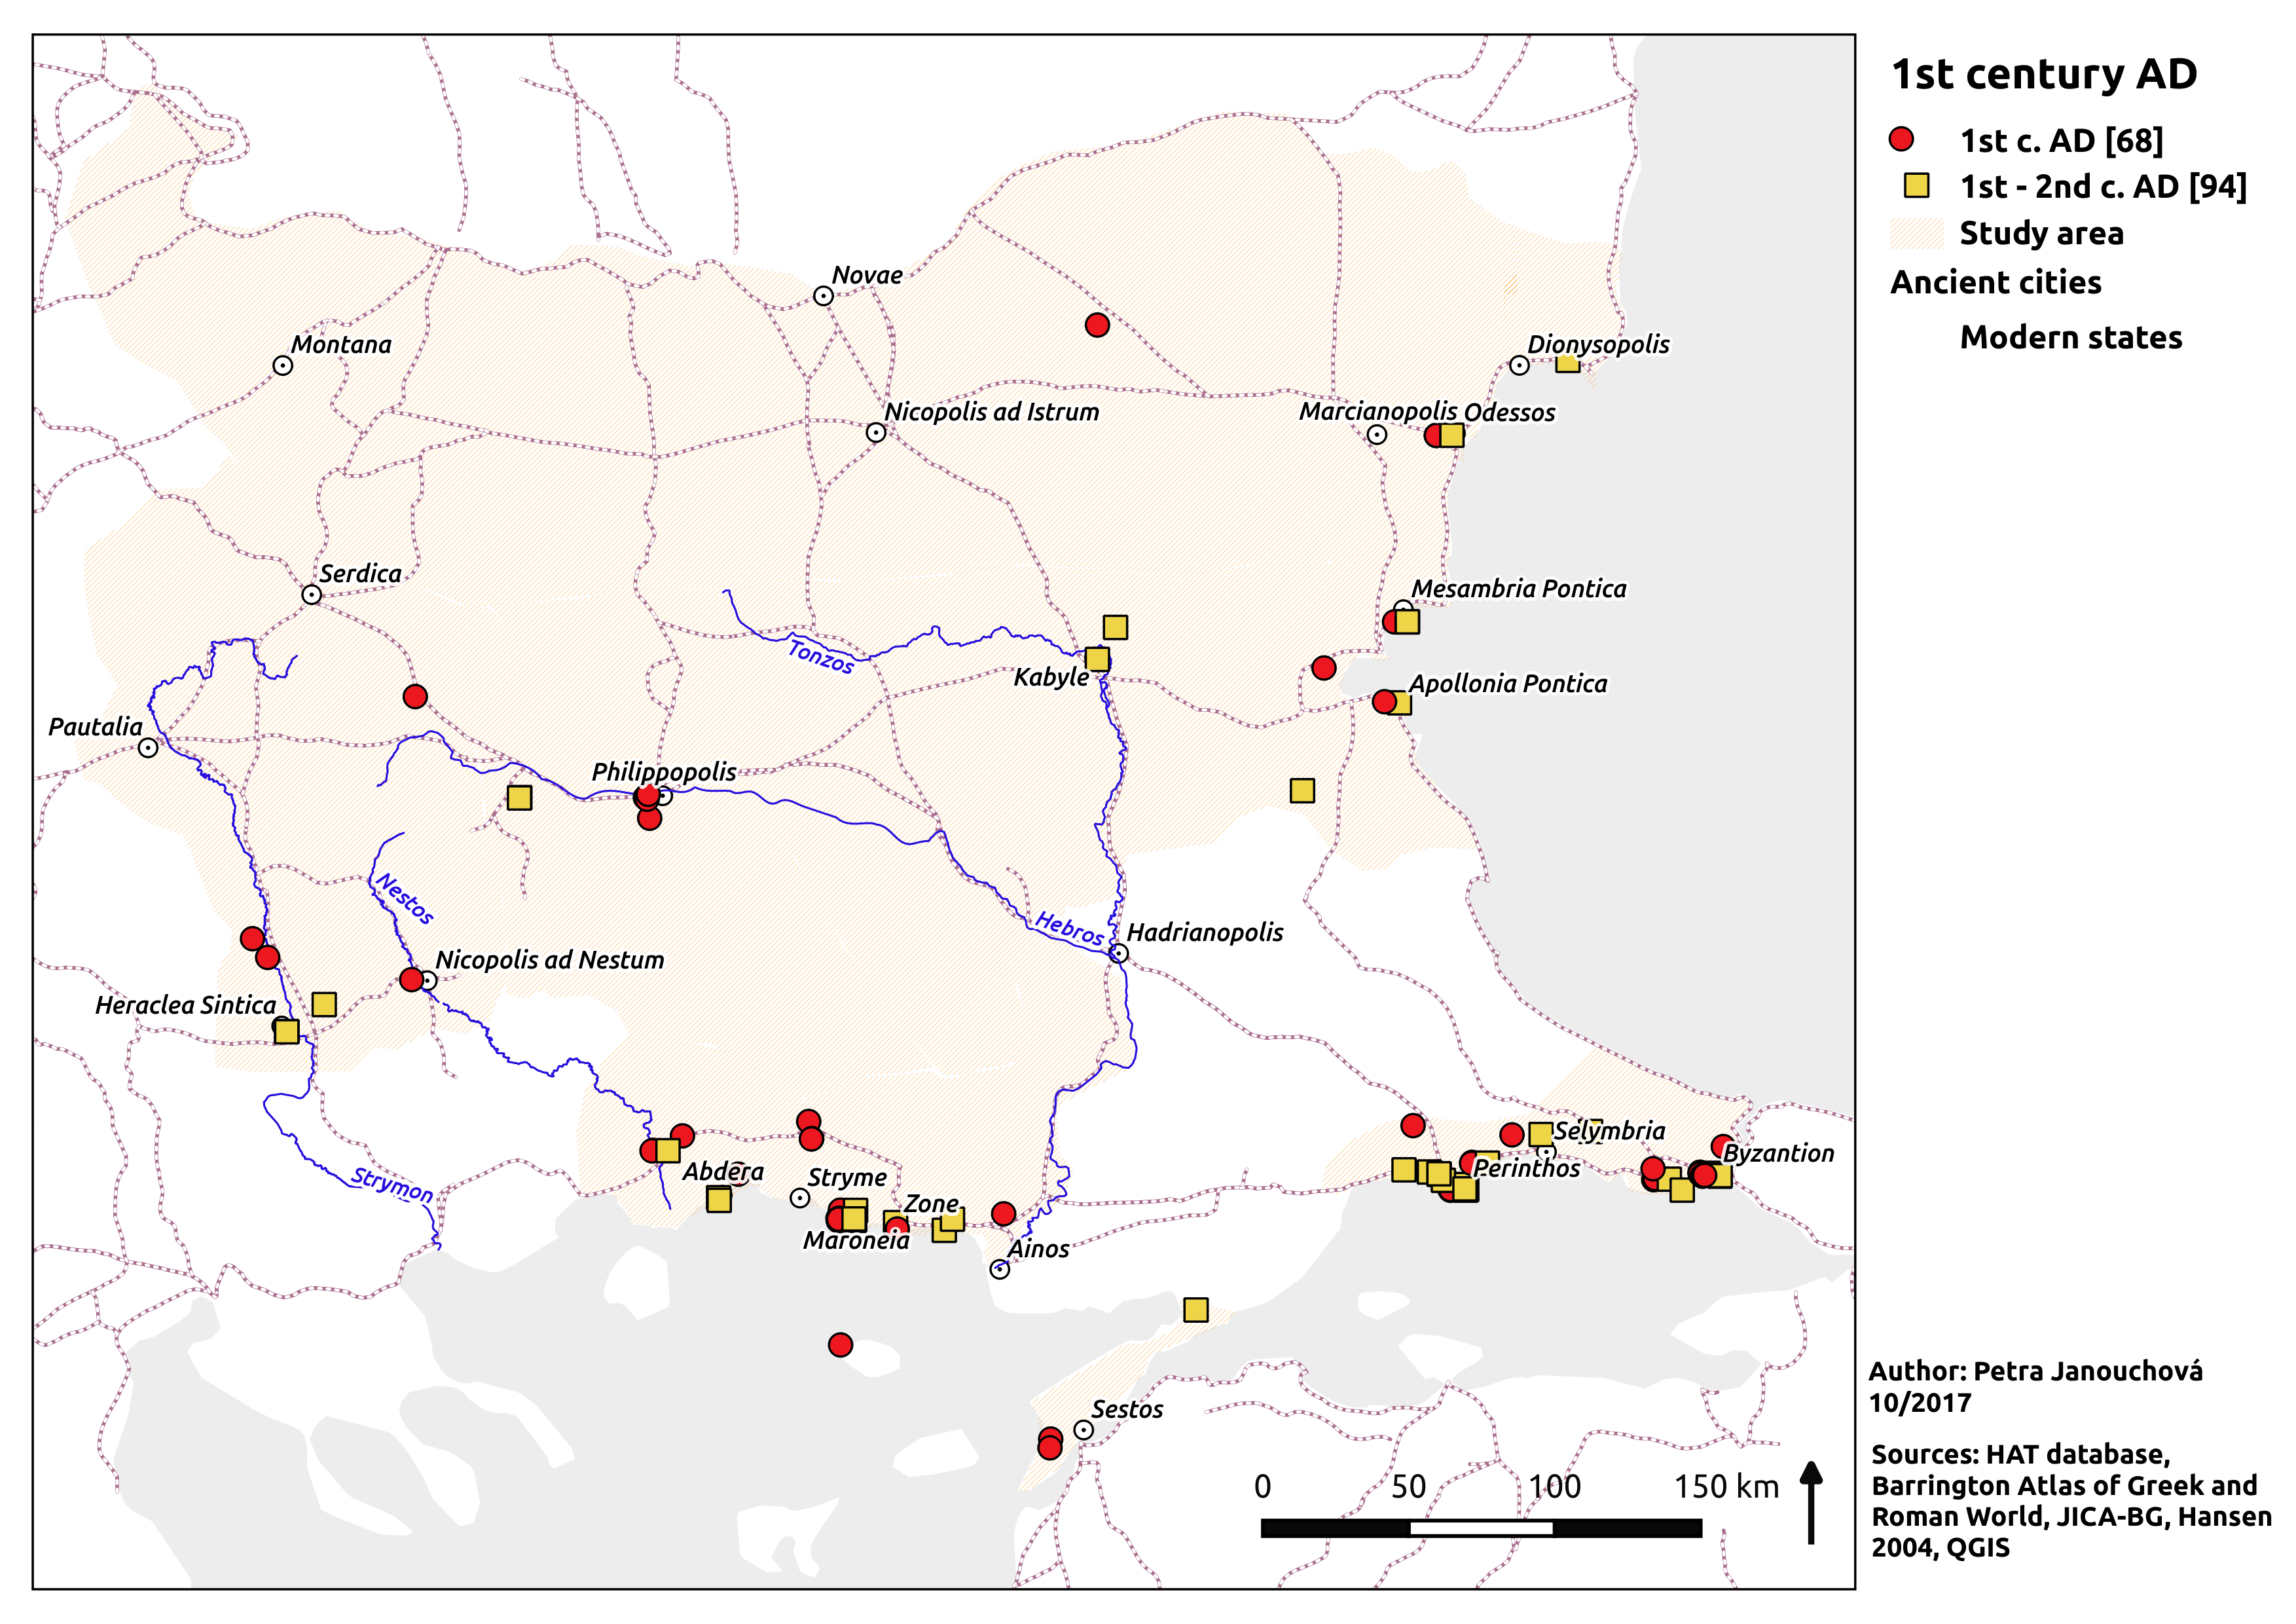 1st century AD
1st c. AD [68]
1st - 2nd c. AD [94]
Study area
Ancient cities
Modern states
Novae
Montana
Dionysopolis
Nicopolis ad Istrum
Marcianopolis
Odessos
Serdica
Mesambria Pontica
Tonzos
Kabyle
Apollonia Pontica
Pautalia
Philippopolis
Nestos
Hebros
Hadrianopolis
Nicopolis ad Nestum
Heraclea Sintica
Selymbria
Byzantion
Perinthos
Abdera
Stryme
Strymon
Zone
Maroneia
Ainos
Sestos
0 50 100 150 km
Author: Petra Janouchová
10/2017
Sources: HAT database,
Barrington Atlas of Greek and
Roman World, JICA-BG, Hansen
2004, QGIS